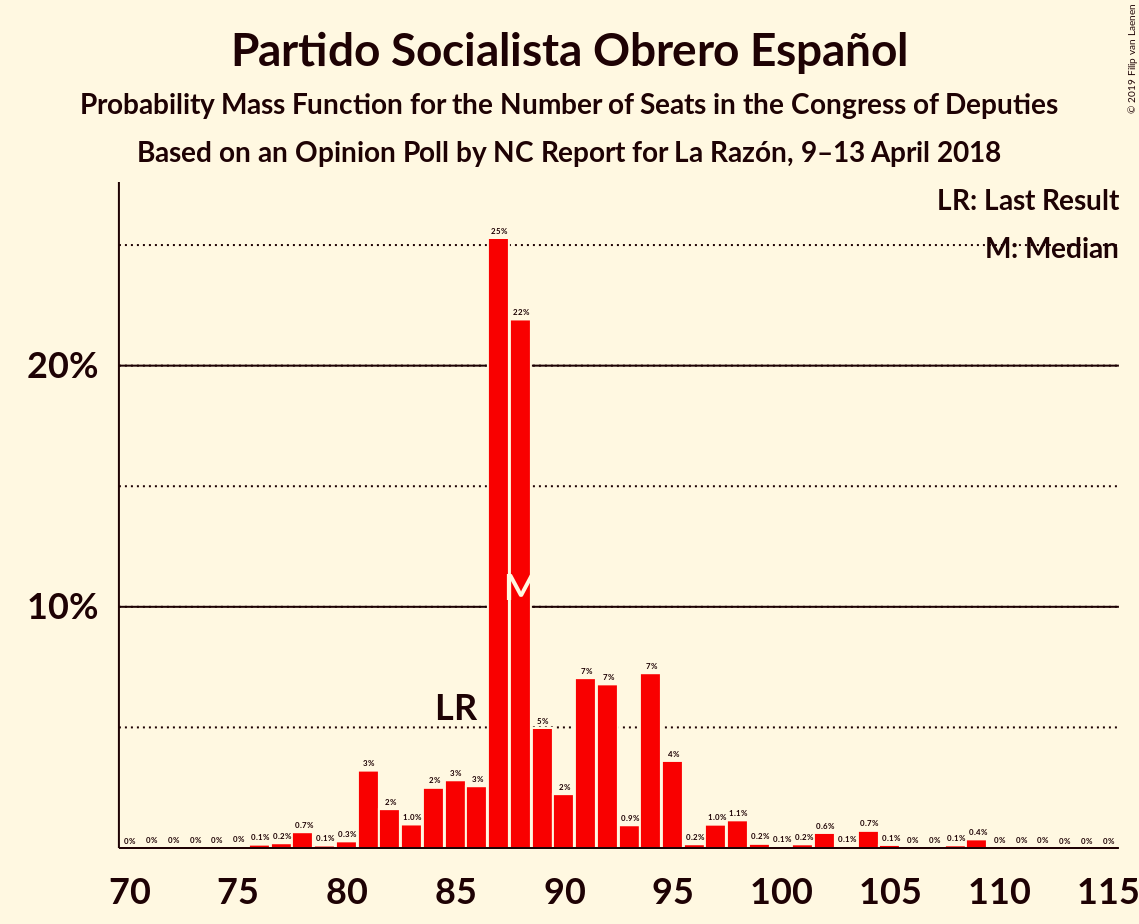 Partido Socialista Obrero Español
Probability Mass Function for the Number of Seats in the Congress of Deputies
Based on an Opinion Poll by NC Report for La Razón, 9–13 April 2018
© 2019 Filip van Laenen
LR: Last Result
M: Median
20%
10%
LR
M
0% 0% 0% 0% 0% 0% 0.1% 0.2% 0.7% 0.1% 0.3% 3% 2% 1.0% 2% 3% 3% 25% 22% 5% 2% 7% 7% 0.9% 7% 4% 0.2% 1.0% 1.1% 0.2% 0.1% 0.2% 0.6% 0.1% 0.7% 0.1% 0% 0% 0.1% 0.4% 0% 0% 0% 0% 0% 0%
70 75 80 85 90 95 100 105 110 115